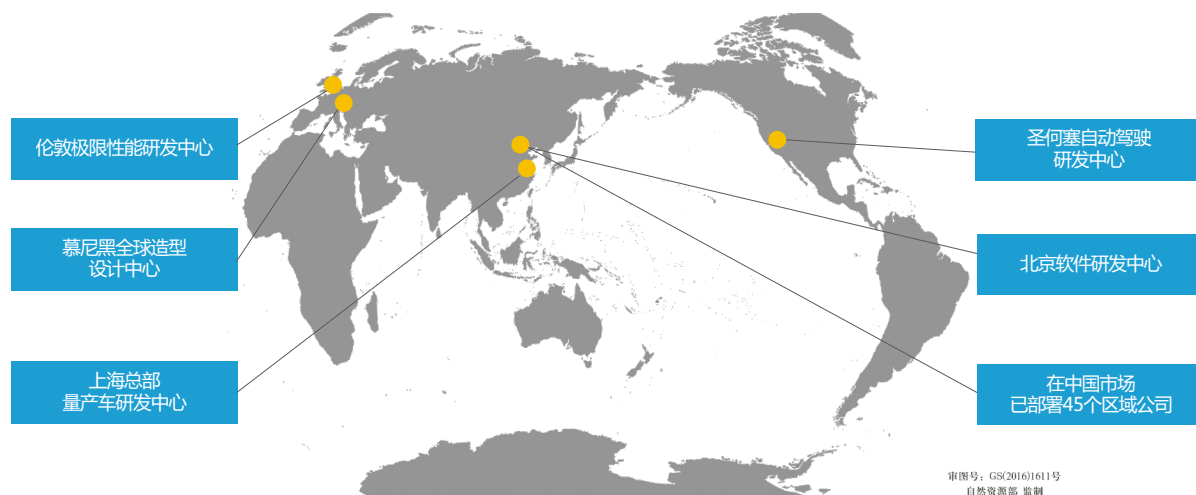 伦敦极限性能研发中心
慕尼黑全球造型
设计中心
上海总部
量产车研发中心
圣何塞自动驾驶
研发中心
北京软件研发中心
在中国市场
已部署45个区域公司
审图号：GS(2016)1611号
自然资源部 监制